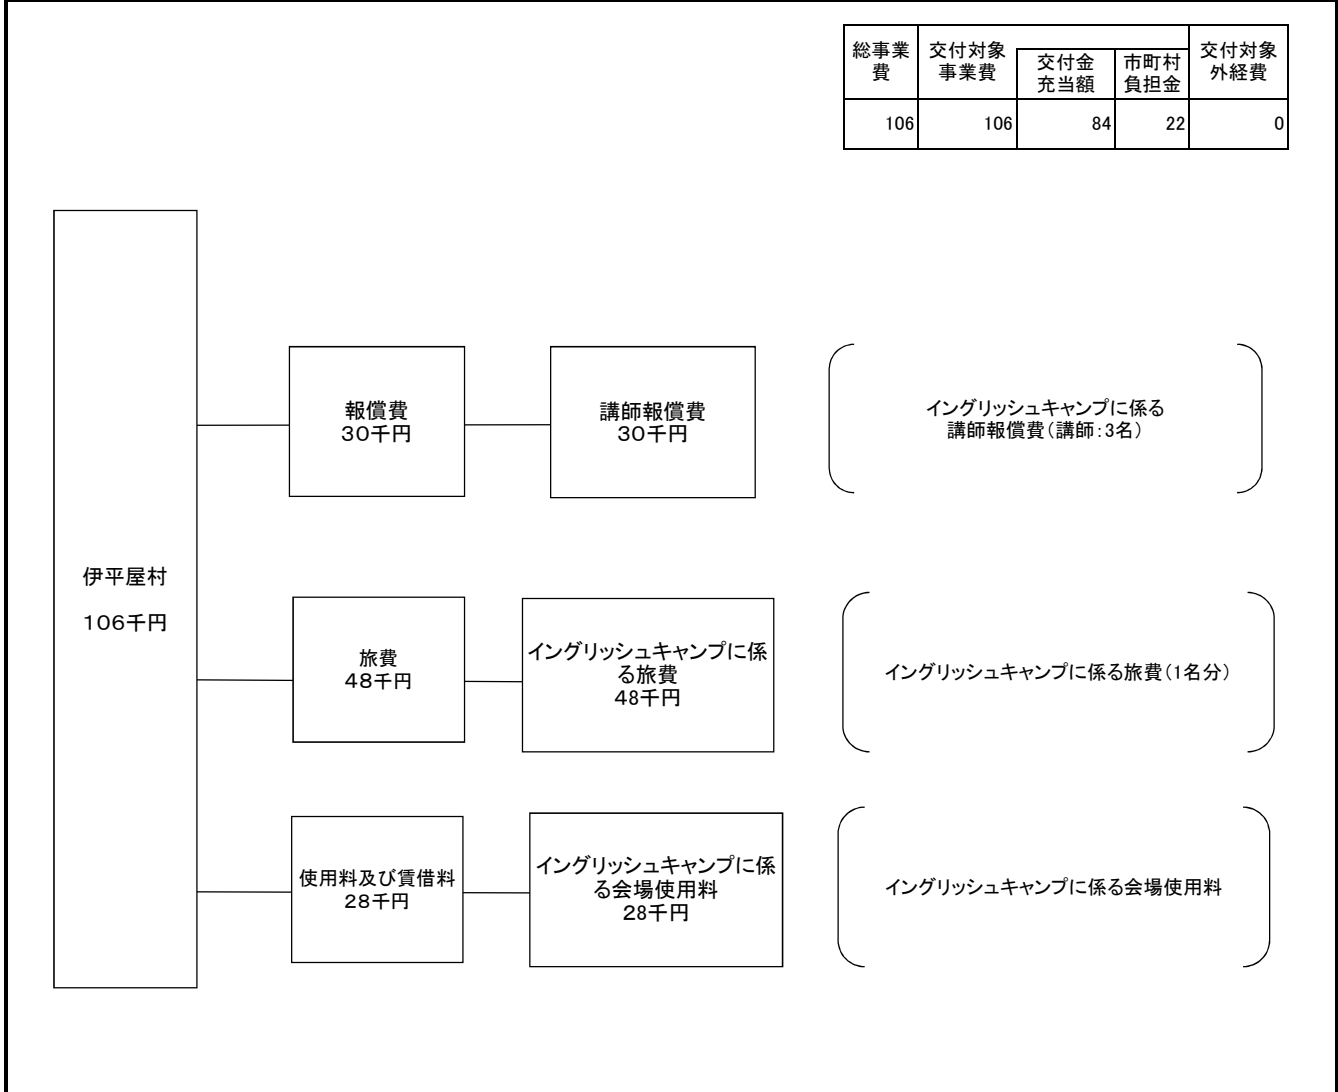 総事業
費
交付対象
事業費
交付金
充当額
市町村
負担金
交付対象
外経費
106
106
84
22
0
伊平屋村
106千円
報償費
30千円
講師報償費
30千円
イングリッシュキャンプに係る
講師報償費(講師:3名)
旅費
48千円
イングリッシュキャンプに係
る旅費
48千円
イングリッシュキャンプに係る旅費(1名分)
使用料及び賃借料
28千円
イングリッシュキャンプに係
る会場使用料
28千円
イングリッシュキャンプに係る会場使用料